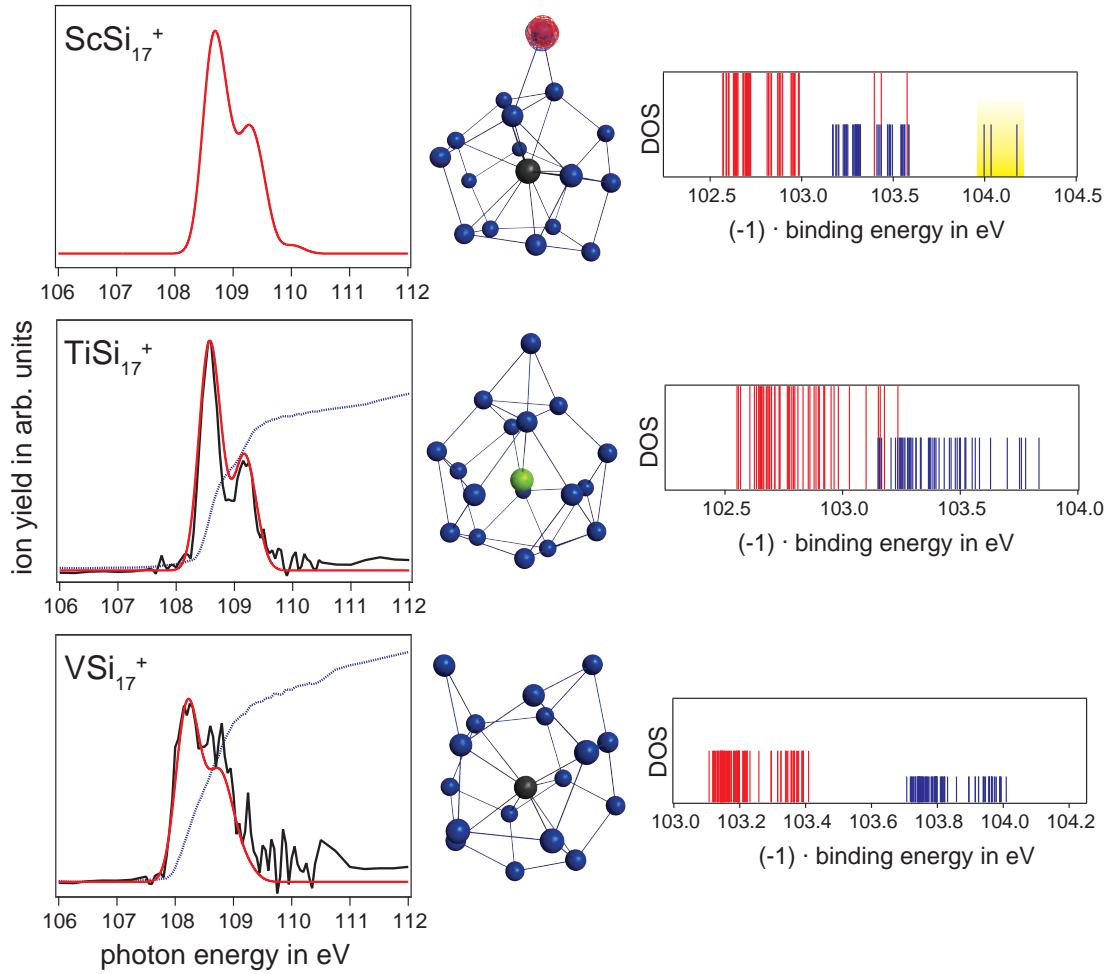 ScSi₁₇⁺
106 107 108 109 110 111 112
DOS
102.5 103.0 103.5 104.0 104.5
(-1) · binding energy in eV
ion yield in arb. units
TiSi₁₇⁺
106 107 108 109 110 111 112
DOS
102.5 103.0 103.5 104.0
(-1) · binding energy in eV
VSi₁₇⁺
106 107 108 109 110 111 112
photon energy in eV
DOS
103.0 103.2 103.4 103.6 103.8 104.0 104.2
(-1) · binding energy in eV